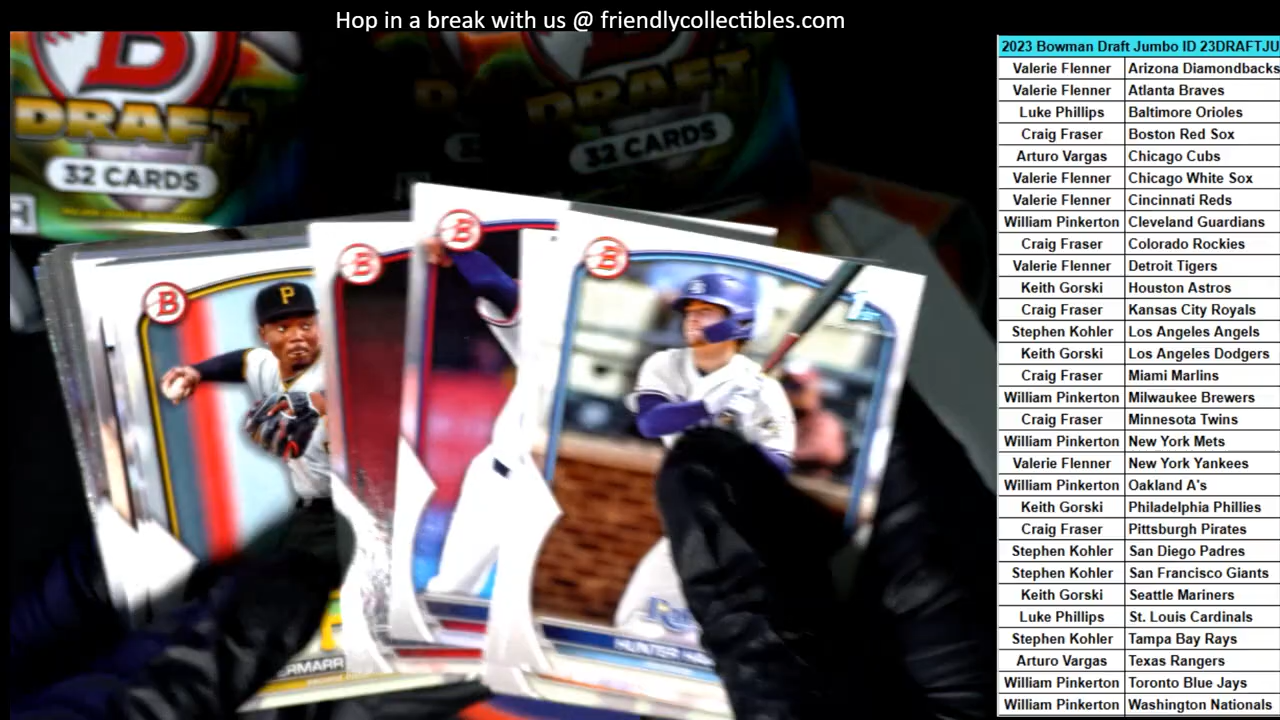 Hop in a break with us @ friendlycollectibles.com
2023 Bowman Draft Jumbo ID 23DRAFTJU
Valerie Flenner Arizona Diamondbacks
Valerie Flenner Atlanta Braves
Luke Phillips Baltimore Orioles
Craig Fraser Boston Red Sox
Arturo Vargas Chicago Cubs
Valerie Flenner Chicago White Sox
Valerie Flenner Cincinnati Reds
William Pinkerton Cleveland Guardians
Craig Fraser Colorado Rockies
Valerie Flenner Detroit Tigers
Keith Gorski Houston Astros
Craig Fraser Kansas City Royals
Stephen Kohler Los Angeles Angels
Keith Gorski Los Angeles Dodgers
Craig Fraser Miami Marlins
William Pinkerton Milwaukee Brewers
Craig Fraser Minnesota Twins
William Pinkerton New York Mets
Valerie Flenner New York Yankees
William Pinkerton Oakland A's
Keith Gorski Philadelphia Phillies
Craig Fraser Pittsburgh Pirates
Stephen Kohler San Diego Padres
Stephen Kohler San Francisco Giants
Keith Gorski Seattle Mariners
Luke Phillips St. Louis Cardinals
Stephen Kohler Tampa Bay Rays
Arturo Vargas Texas Rangers
William Pinkerton Toronto Blue Jays
William Pinkerton Washington Nationals
B
DRAFT
32 CARDS
32 CARDS
B
B
B
B
P
1st
HUNTER